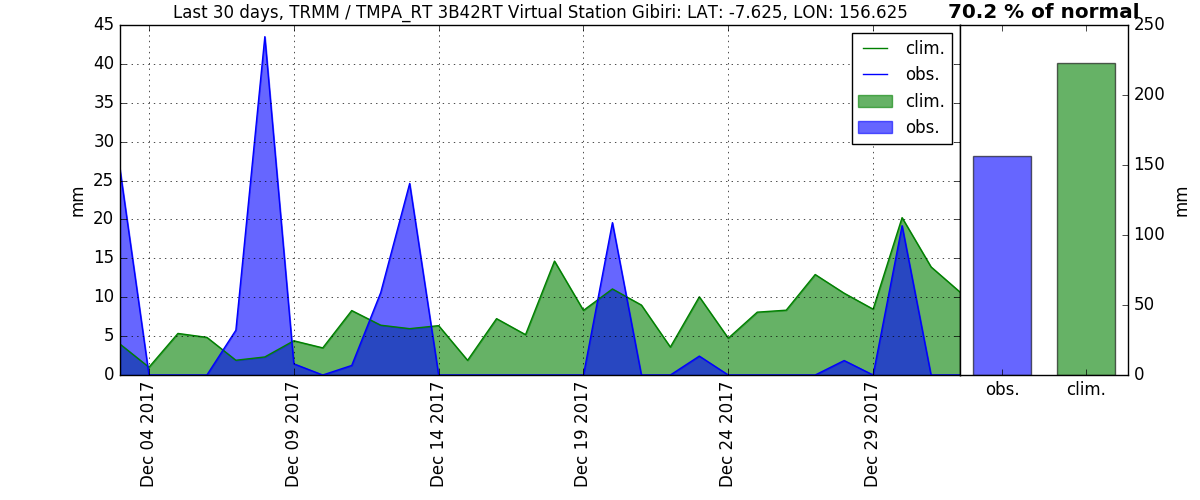 Last 30 days, TRMM / TMPA_RT 3B42RT Virtual Station Gibiri: LAT: -7.625, LON: 156.625
70.2 % of normal
45
40
35
30
25
20
15
10
5
0
mm
clim.
obs.
clim.
obs.
Dec 04 2017
Dec 09 2017
Dec 14 2017
Dec 19 2017
Dec 24 2017
Dec 29 2017
250
200
150
100
50
0
mm
obs.
clim.